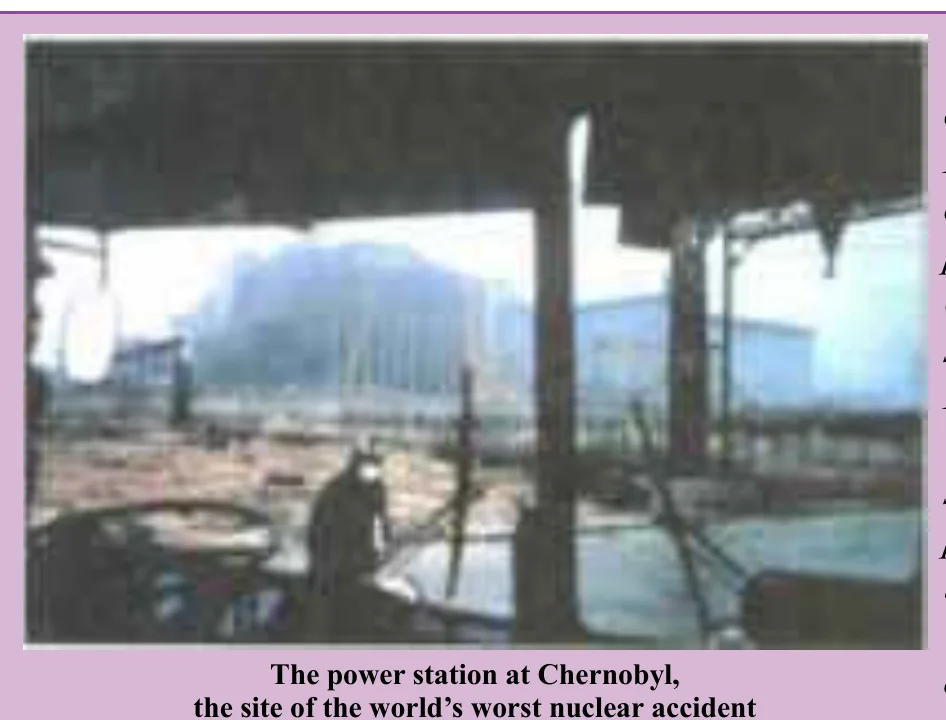 The power station at Chernobyl,
the site of the world's worst nuclear accident